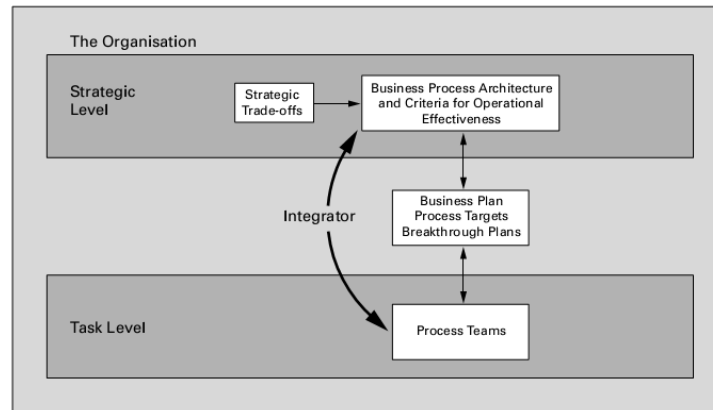 The Organisation
Strategic
Level
Strategic
Trade-offs
Business Process Architecture
and Criteria for Operational
Effectiveness
Integrator
Business Plan
Process Targets
Breakthrough Plans
Task Level
Process Teams